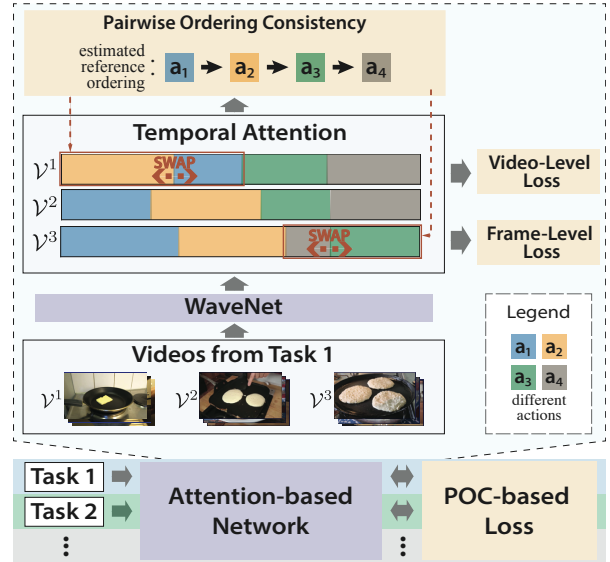 Pairwise Ordering Consistency
estimated
reference
ordering
:
a1
a2
a3
a4
Temporal Attention
V1
SWAP
V2
V3
SWAP
Video-Level
Loss
Frame-Level
Loss
WaveNet
Videos from Task 1
V1
V2
V3
Legend
a1 a2
a3 a4
different
actions
Task 1
Task 2
⋮
Attention-based
Network
⋮
POC-based
Loss